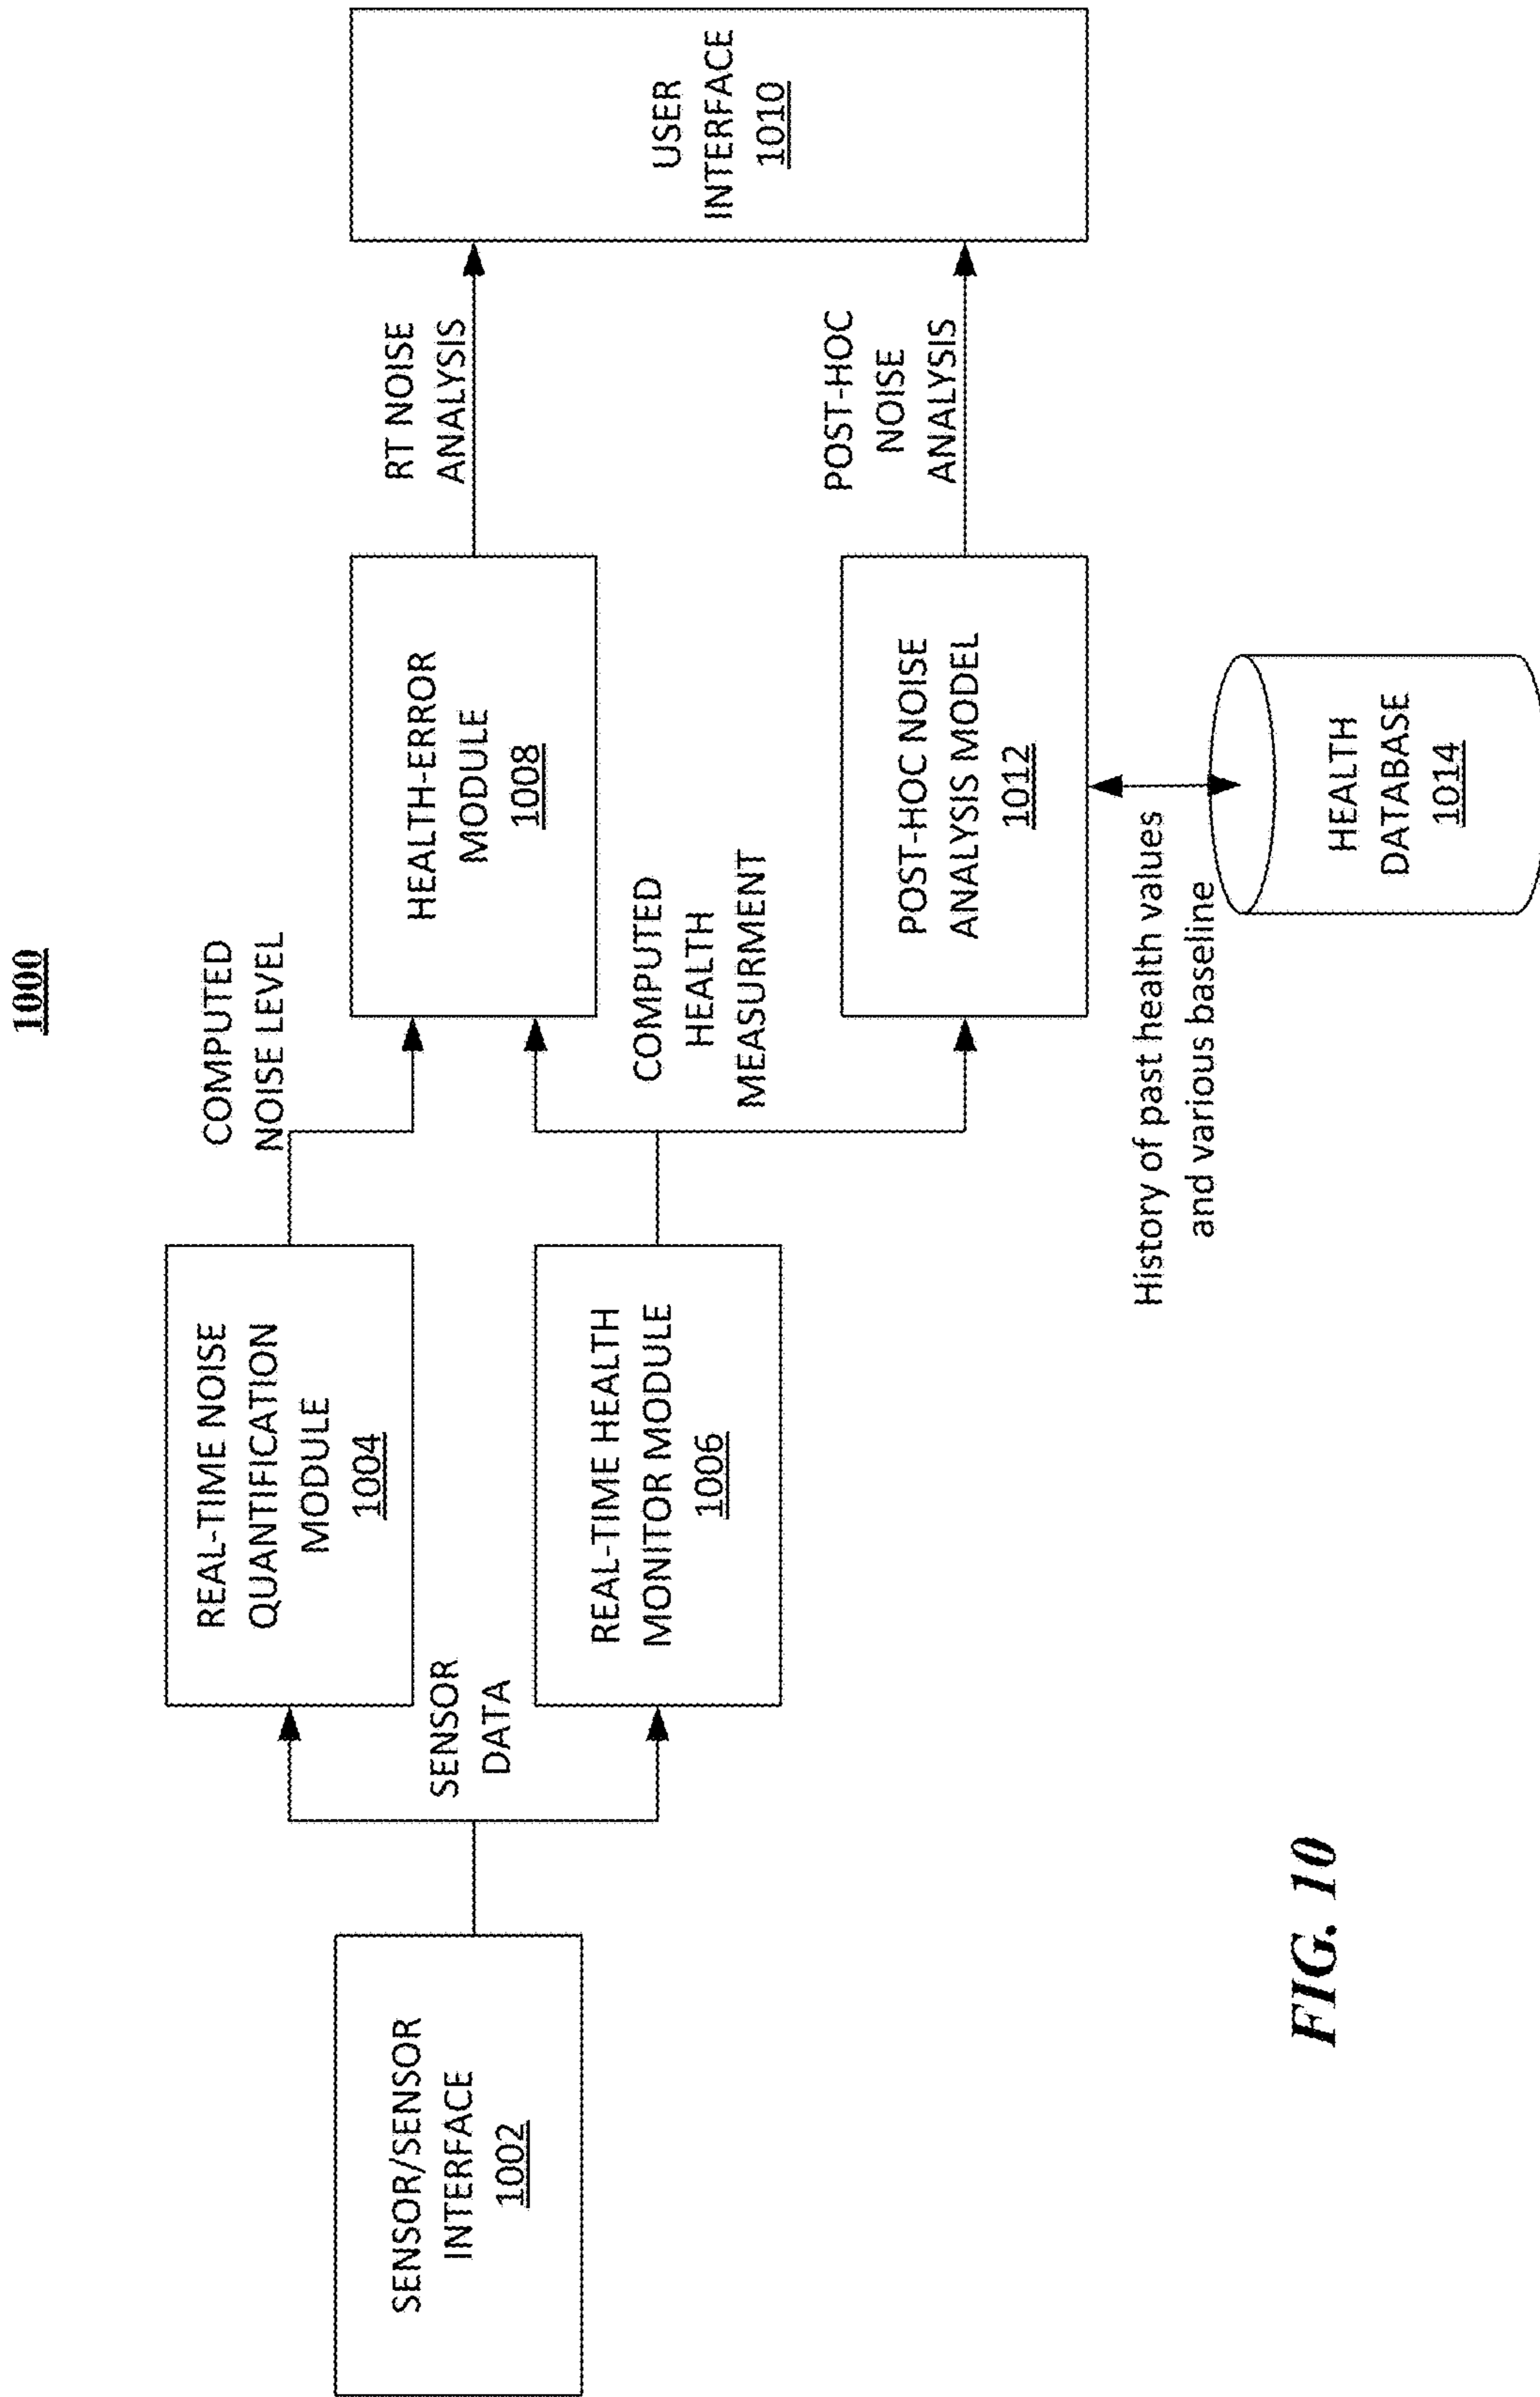 1000
SENSOR/SENSOR
INTERFACE
1002
SENSOR
DATA
REAL-TIME NOISE
QUANTIFICATION
MODULE
1004
REAL-TIME HEALTH
MONITOR MODULE
1006
COMPUTED
NOISE LEVEL
COMPUTED
HEALTH
MEASURMENT
HEALTH-ERROR
MODULE
1008
POST-HOC NOISE
ANALYSIS MODEL
1012
History of past health values
and various baseline
HEALTH
DATABASE
1014
RT NOISE
ANALYSIS
POST-HOC
NOISE
ANALYSIS
USER
INTERFACE
1010
FIG. 10